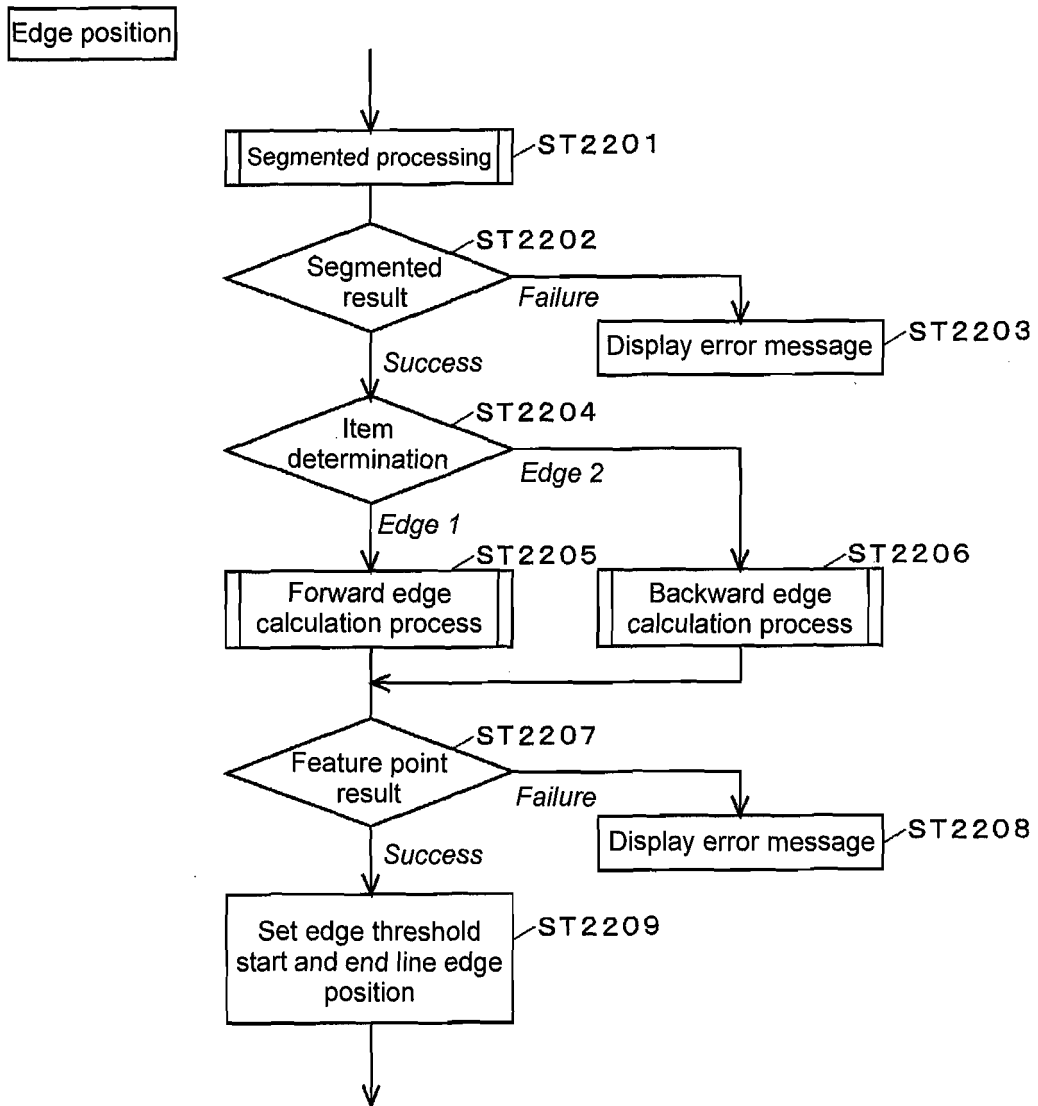 Edge position
Segmented processing
ST2201
ST2202
Segmented
result
Failure
Display error message
ST2203
Success
ST2204
Item
determination
Edge 2
Edge 1
ST2205
Forward edge
calculation process
ST2206
Backward edge
calculation process
ST2207
Feature point
result
Failure
Display error message
ST2208
Success
Set edge threshold
start and end line edge
position
ST2209